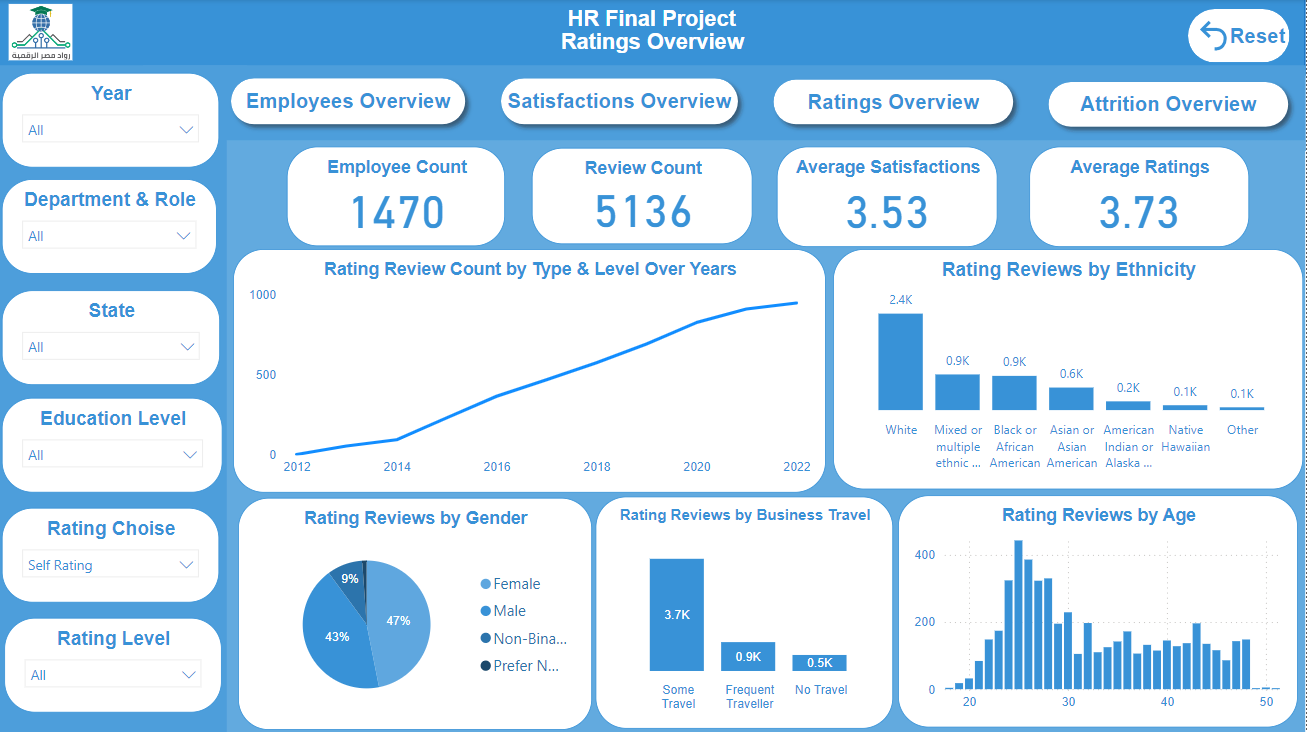 HR Final Project
Ratings Overview
رواد مصر الرقمية
Reset
Year
All
Department & Role
All
State
All
Education Level
All
Rating Choise
Self Rating
Rating Level
All
Employees Overview
Satisfactions Overview
Ratings Overview
Attrition Overview
Employee Count
1470
Review Count
5136
Average Satisfactions
3.53
Average Ratings
3.73
Rating Review Count by Type & Level Over Years
1000
500
0
2012 2014 2016 2018 2020 2022
Rating Reviews by Ethnicity
2.4K 0.9K 0.9K 0.6K 0.2K 0.1K 0.1K
White
Mixed or
multiple
ethnic ...
Black or
African
American
Asian or
Asian
American
American
Indian or
Alaska ...
Native
Hawaiian
Other
Rating Reviews by Gender
47%
43%
9%
Female
Male
Non-Bina...
Prefer N...
Rating Reviews by Business Travel
3.7K
0.9K
0.5K
Some
Travel
Frequent
Traveller
No Travel
Rating Reviews by Age
400
200
0
20 30 40 50